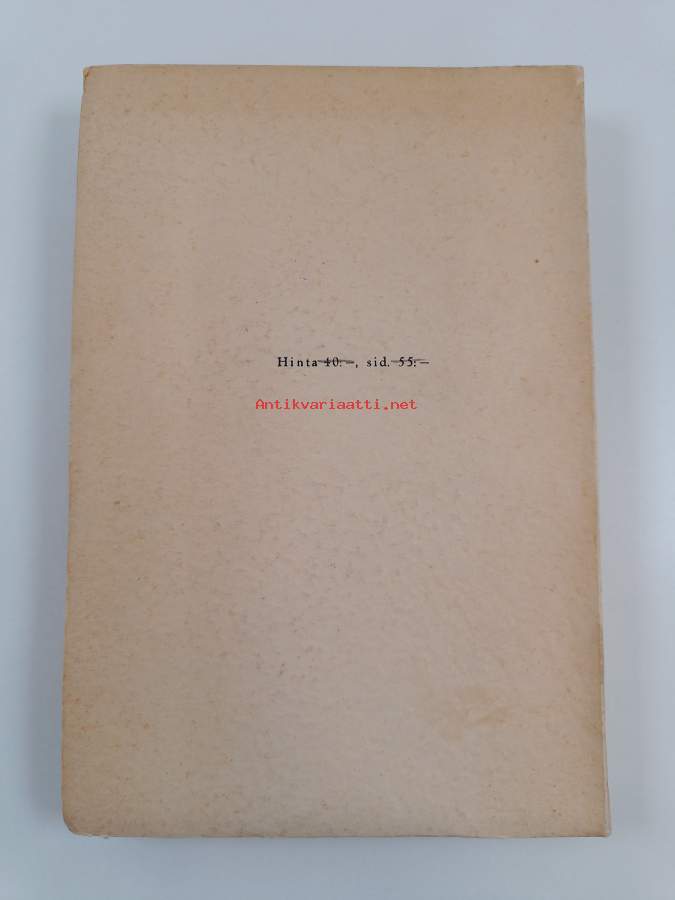 Hinta 40:–, sid. 55:–
Antikvariaatti.net